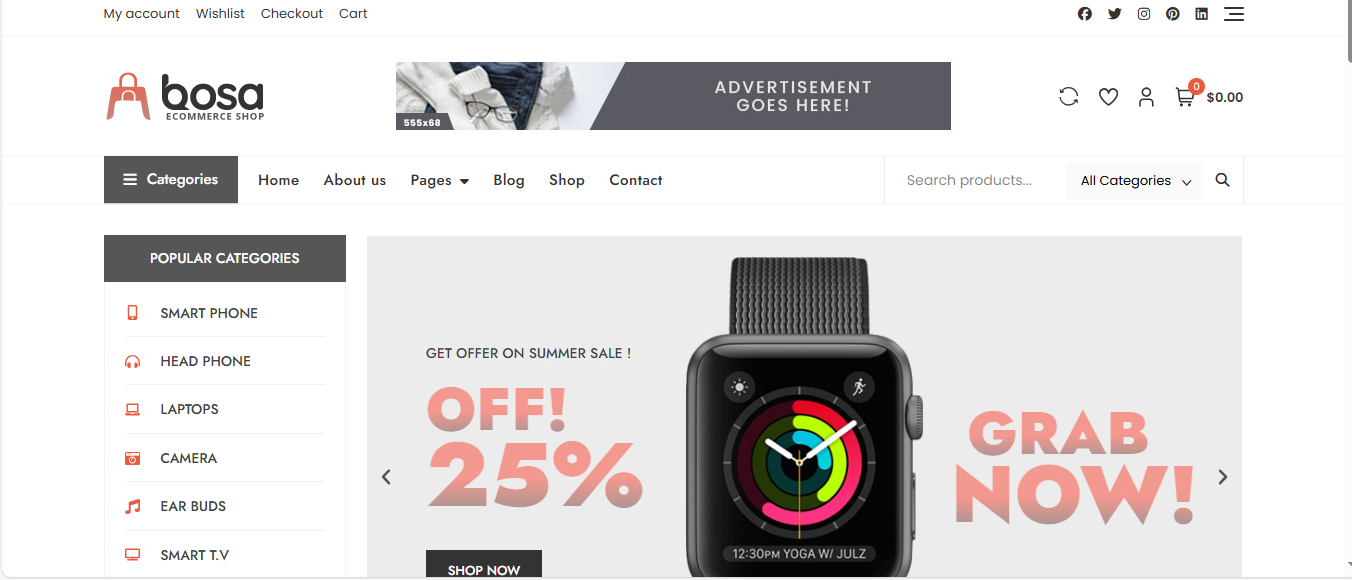 My account Wishlist Checkout Cart
bosa
ECOMMERCE SHOP
ADVERTISEMENT
GOES HERE!
555x68
0
$0.00
Categories Home About us Pages Blog Shop Contact
Search products... All Categories
POPULAR CATEGORIES
SMART PHONE
HEAD PHONE
LAPTOPS
CAMERA
EAR BUDS
SMART T.V
GET OFFER ON SUMMER SALE !
OFF!
25%
SHOP NOW
12:30PM YOGA W/ JULZ
GRAB
NOW!